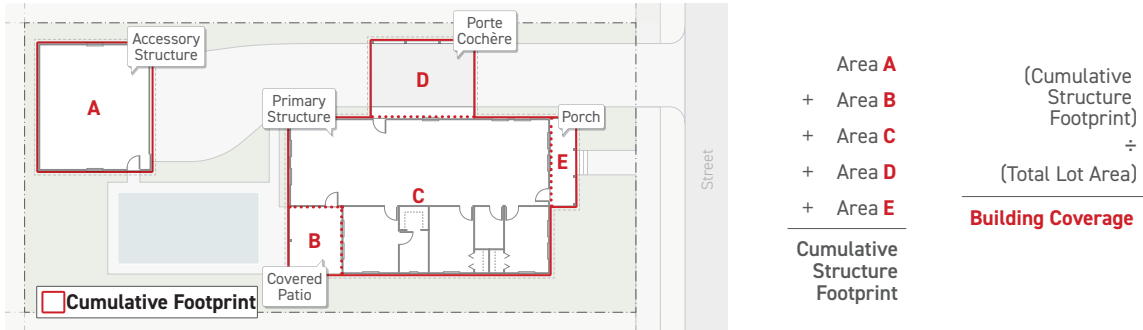 Accessory
Structure
A
Porte
Cochère
D
Primary
Structure
Porch
E
C
B
Covered
Patio
Cumulative Footprint
Street
Area A
+ Area B
+ Area C
+ Area D
+ Area E
Cumulative
Structure
Footprint
(Cumulative
Structure
Footprint)
÷
(Total Lot Area)
Building Coverage